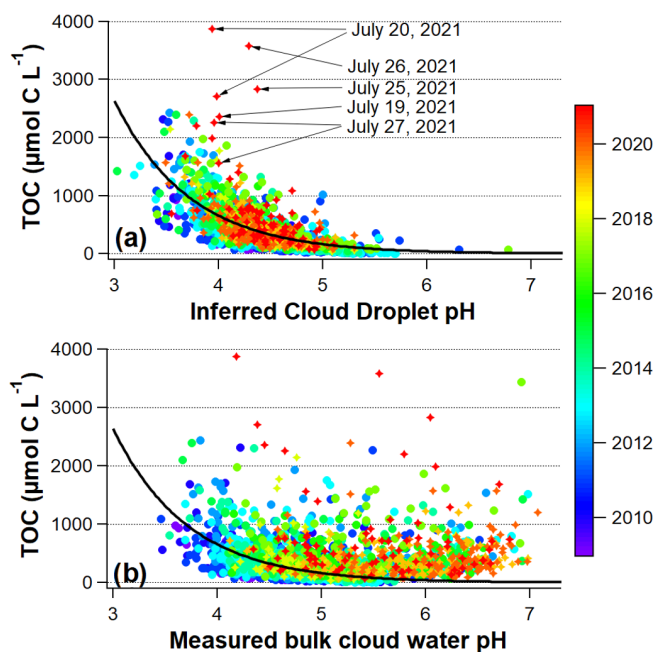 4000
3000
2000
1000
0
TOC (µmol C L-1)
July 20, 2021
July 26, 2021
July 25, 2021
July 19, 2021
July 27, 2021
(a)
3 4 5 6 7
Inferred Cloud Droplet pH
4000
3000
2000
1000
0
TOC (µmol C L-1)
(b)
3 4 5 6 7
Measured bulk cloud water pH
2020
2018
2016
2014
2012
2010